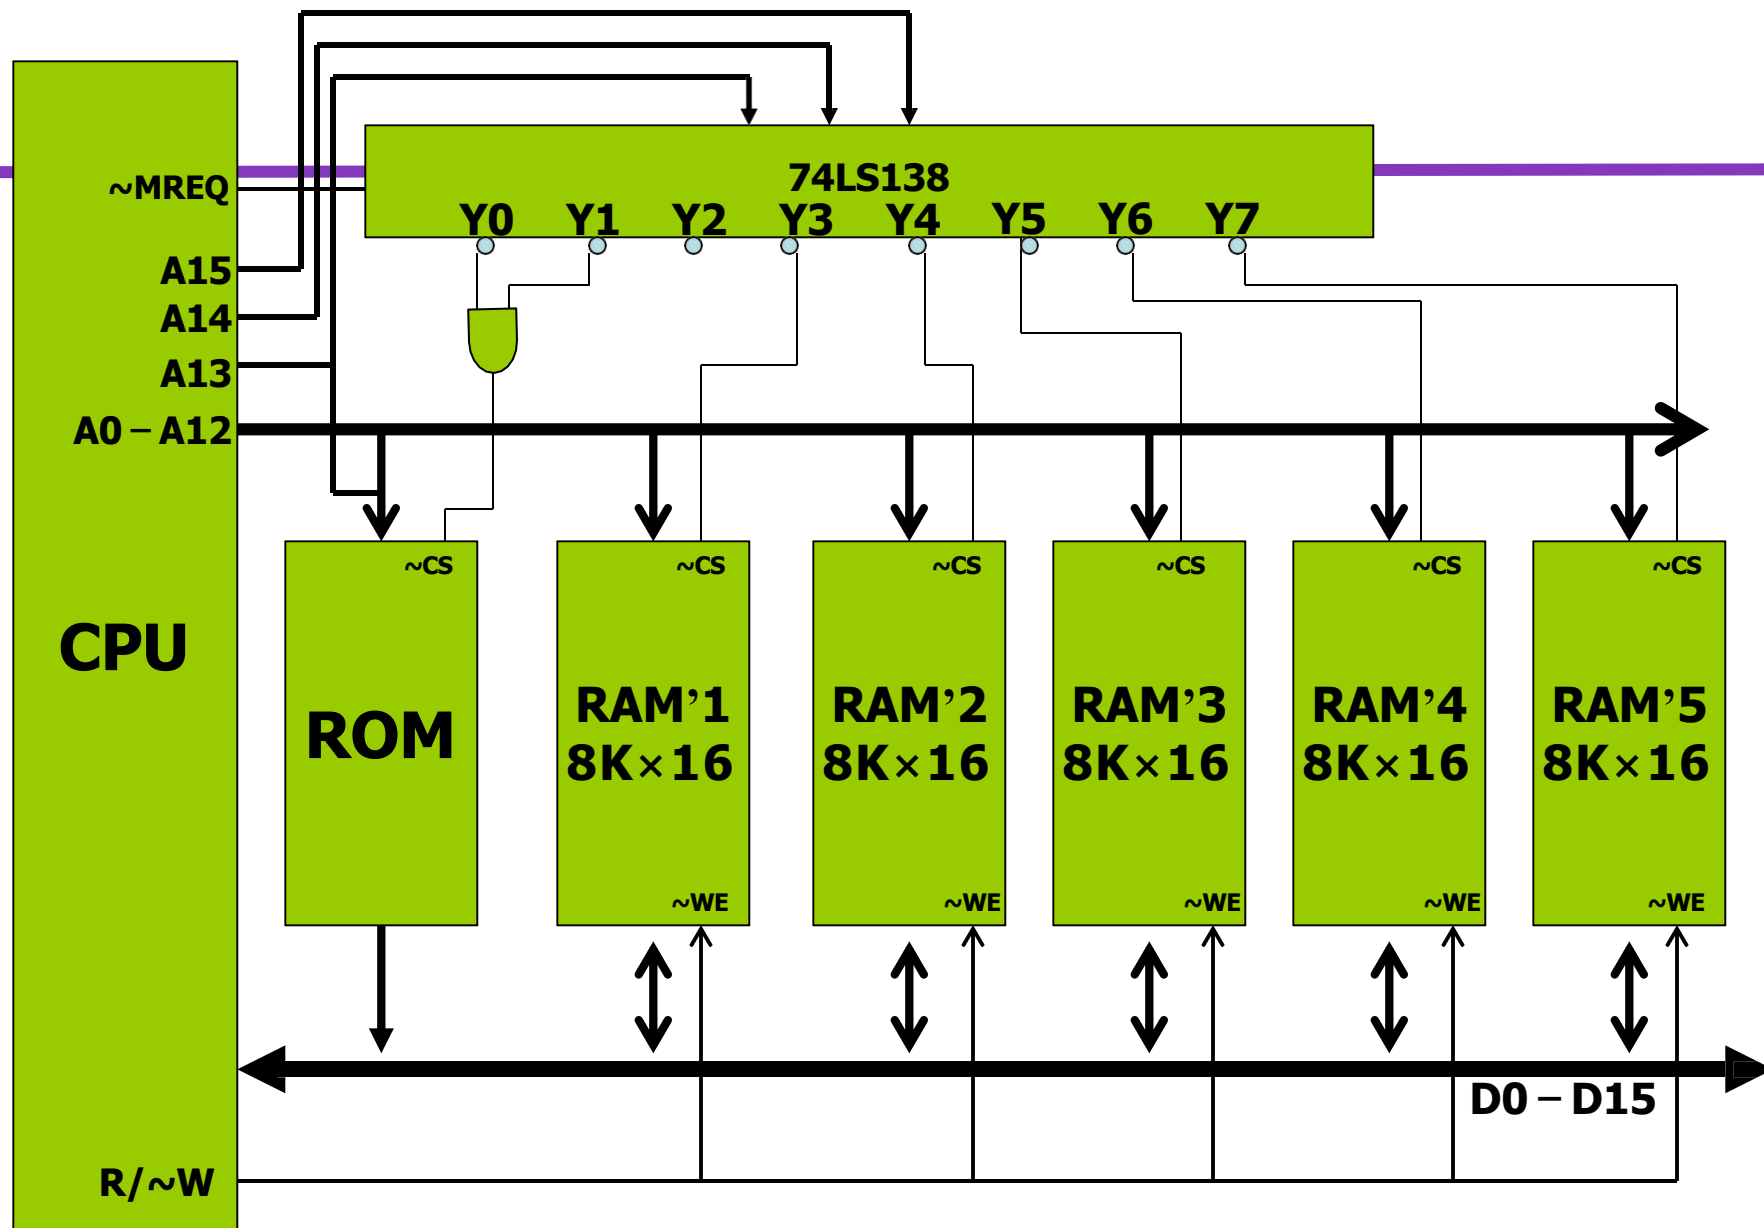 74LS138
~MREQ
Y0 Y1 Y2 Y3 Y4 Y5 Y6 Y7
A15
A14
A13
A0－A12
~CS ~CS ~CS ~CS ~CS ~CS
CPU
ROM
RAM’1 RAM’2 RAM’3 RAM’4 RAM’5
8K×16 8K×16 8K×16 8K×16 8K×16
~WE ~WE ~WE ~WE ~WE
D0－D15
R/~W